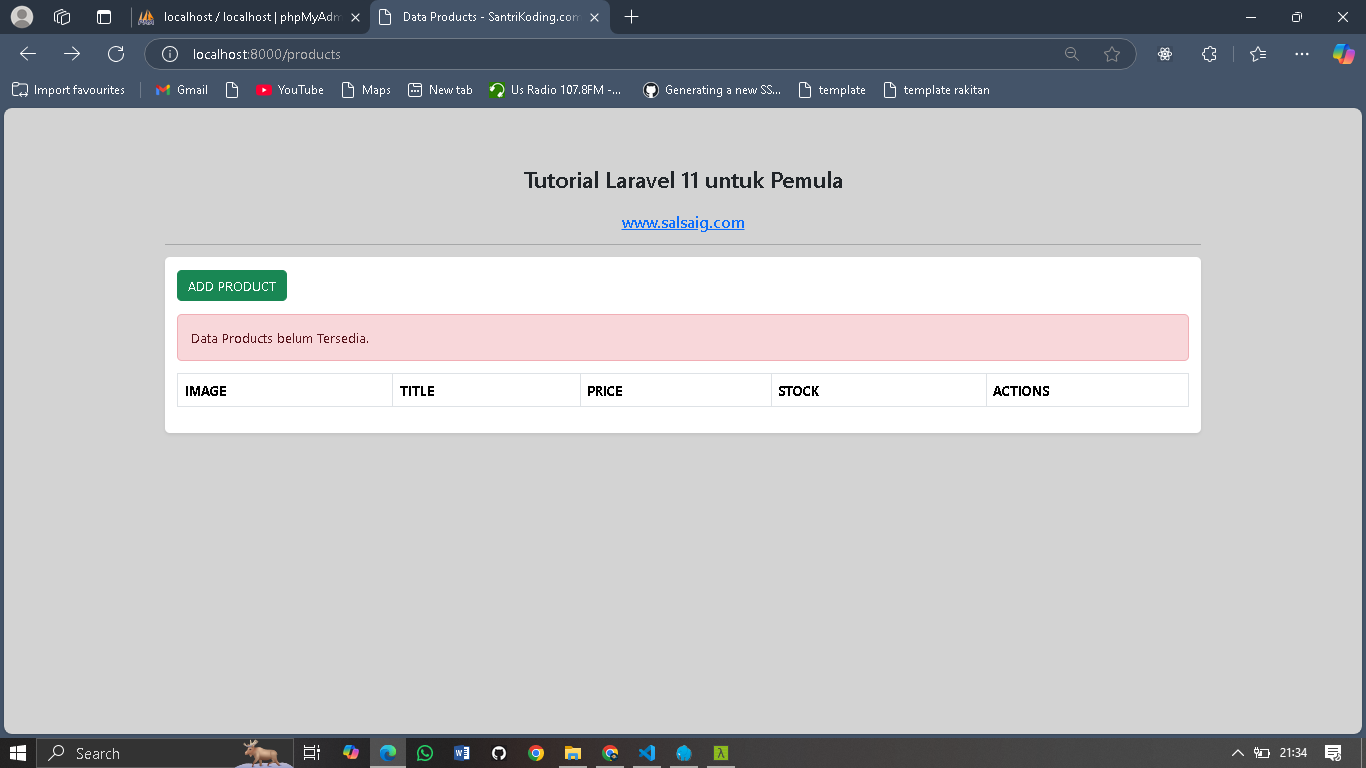 localhost / localhost | phpMyAdm
Data Products - SantriKoding.com
localhost:8000/products
Import favourites
Gmail
YouTube
Maps
New tab
Us Radio 107.8FM -...
Generating a new SS...
template
template rakitan
Tutorial Laravel 11 untuk Pemula
www.salsaig.com
ADD PRODUCT
Data Products belum Tersedia.
IMAGE TITLE PRICE STOCK ACTIONS
Search
21:34